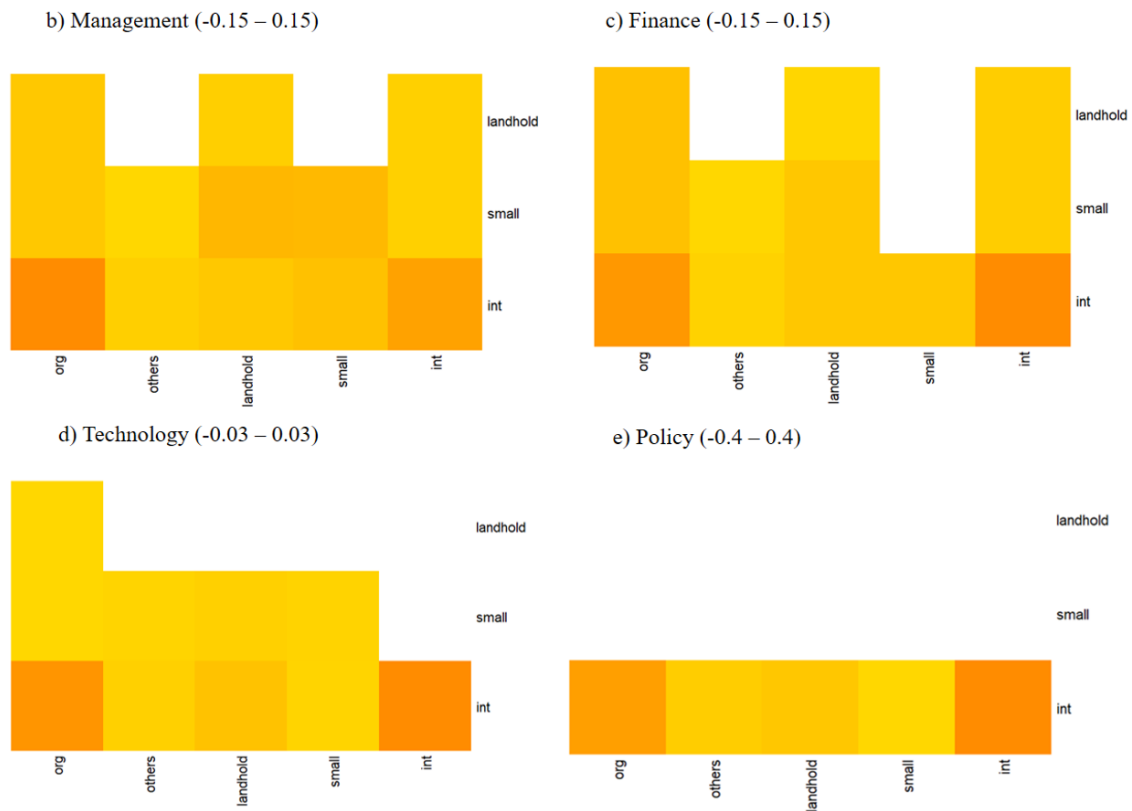 b) Management (-0.15 – 0.15)
c) Finance (-0.15 – 0.15)
landhold
small
int
org
others
landhold
small
int
landhold
small
int
org
others
landhold
small
int
d) Technology (-0.03 – 0.03)
e) Policy (-0.4 – 0.4)
landhold
small
int
org
others
landhold
small
int
landhold
small
int
org
others
landhold
small
int